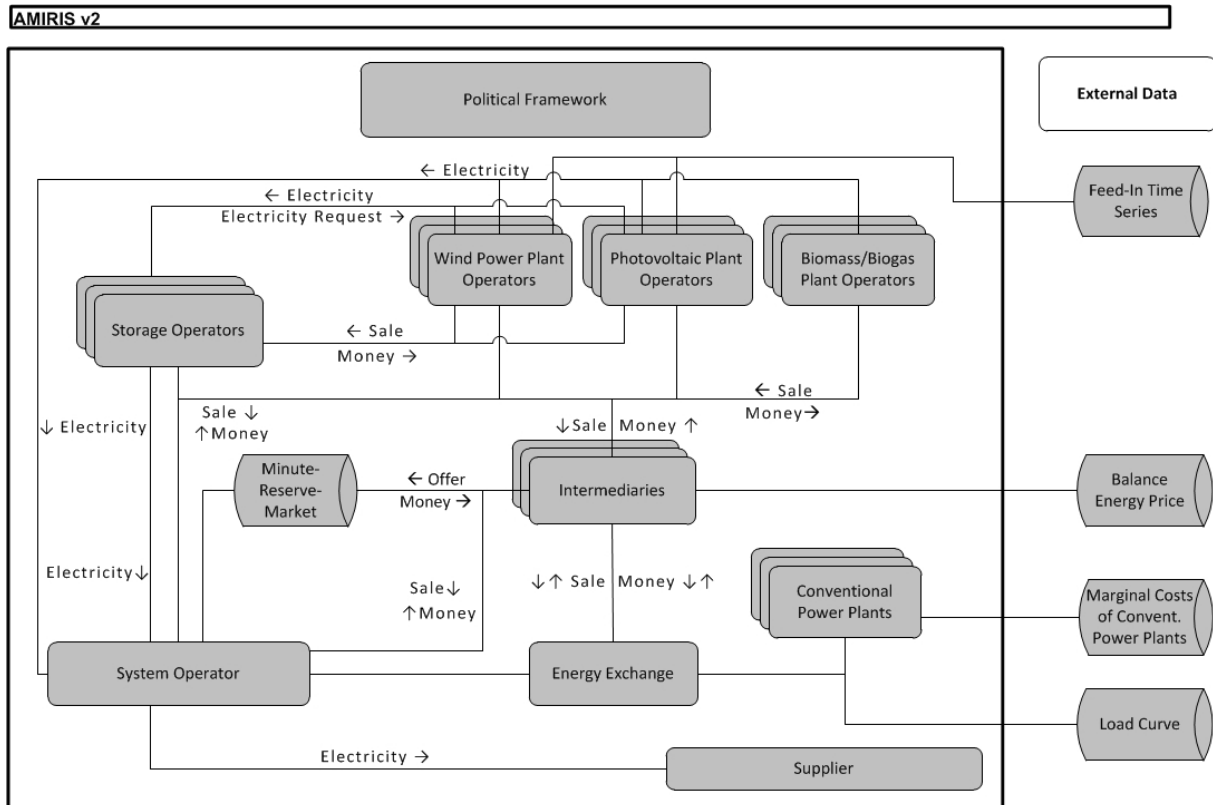 AMIRIS v2
Political Framework
External Data
← Electricity
← Electricity
Electricity Request →
Feed-In Time
Series
Wind Power Plant
Operators
Photovoltaic Plant
Operators
Biomass/Biogas
Plant Operators
Storage Operators
← Sale
Money →
← Sale
Money→
↓ Electricity
Sale ↓
↑Money
↓Sale Money ↑
Minute-
Reserve-
Market
← Offer
Money →
Intermediaries
Balance
Energy Price
Electricity↓
Sale↓
↑Money
↓↑ Sale Money ↓↑
Conventional
Power Plants
Marginal Costs
of Convent.
Power Plants
System Operator
Energy Exchange
Load Curve
Electricity →
Supplier